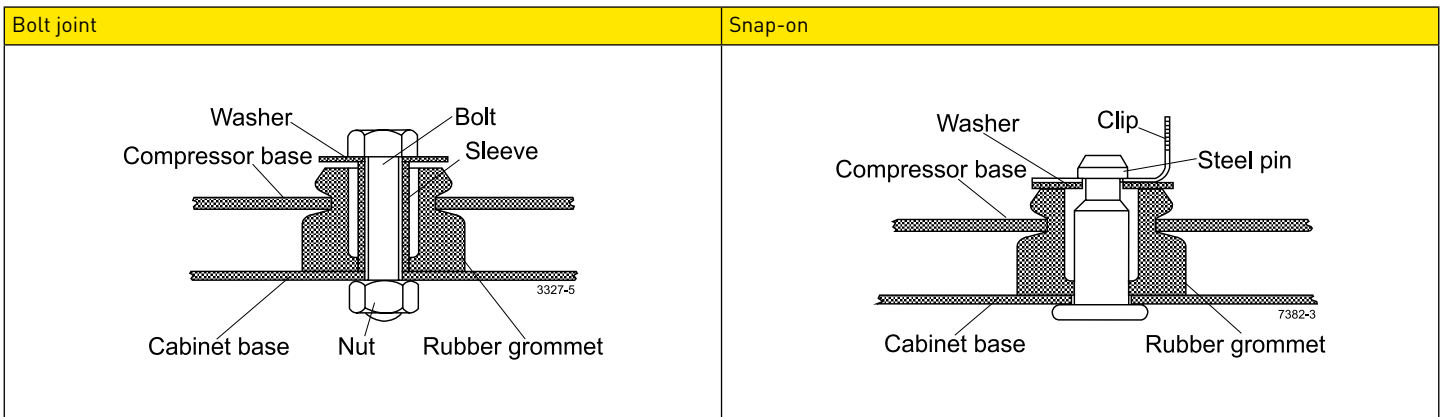 Bolt joint
Snap-on
Washer
Bolt
Compressor base
Sleeve
3327-5
Cabinet base
Nut
Rubber grommet
Washer
Clip
Compressor base
Steel pin
7382-3
Cabinet base
Rubber grommet